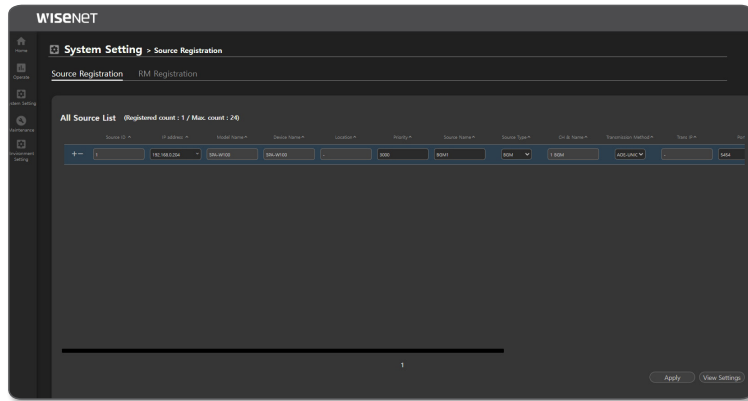 WISENET
Home
System Setting > Source Registration
Operate
Source Registration RM Registration
System Setting
All Source List (Registered count : 1 / Max. count : 24)
Maintenance
Source ID IP address Model Name Device Name Location Priority Source Name Source Type CH & Name Transmission Method Trans IP Por
Environment
Setting
1 192.168.0.204 SPA-W100 SPA-W100 - 3000 BGM1 BGM 1 BGM AOE-UNIC - 5454
1
Apply View Settings